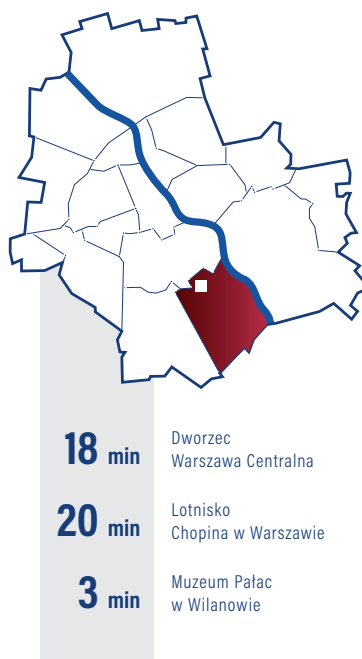 18 min
Dworzec
Warszawa Centralna
20 min
Lotnisko
Chopina w Warszawie
3 min
Muzeum Pałac
w Wilanowie